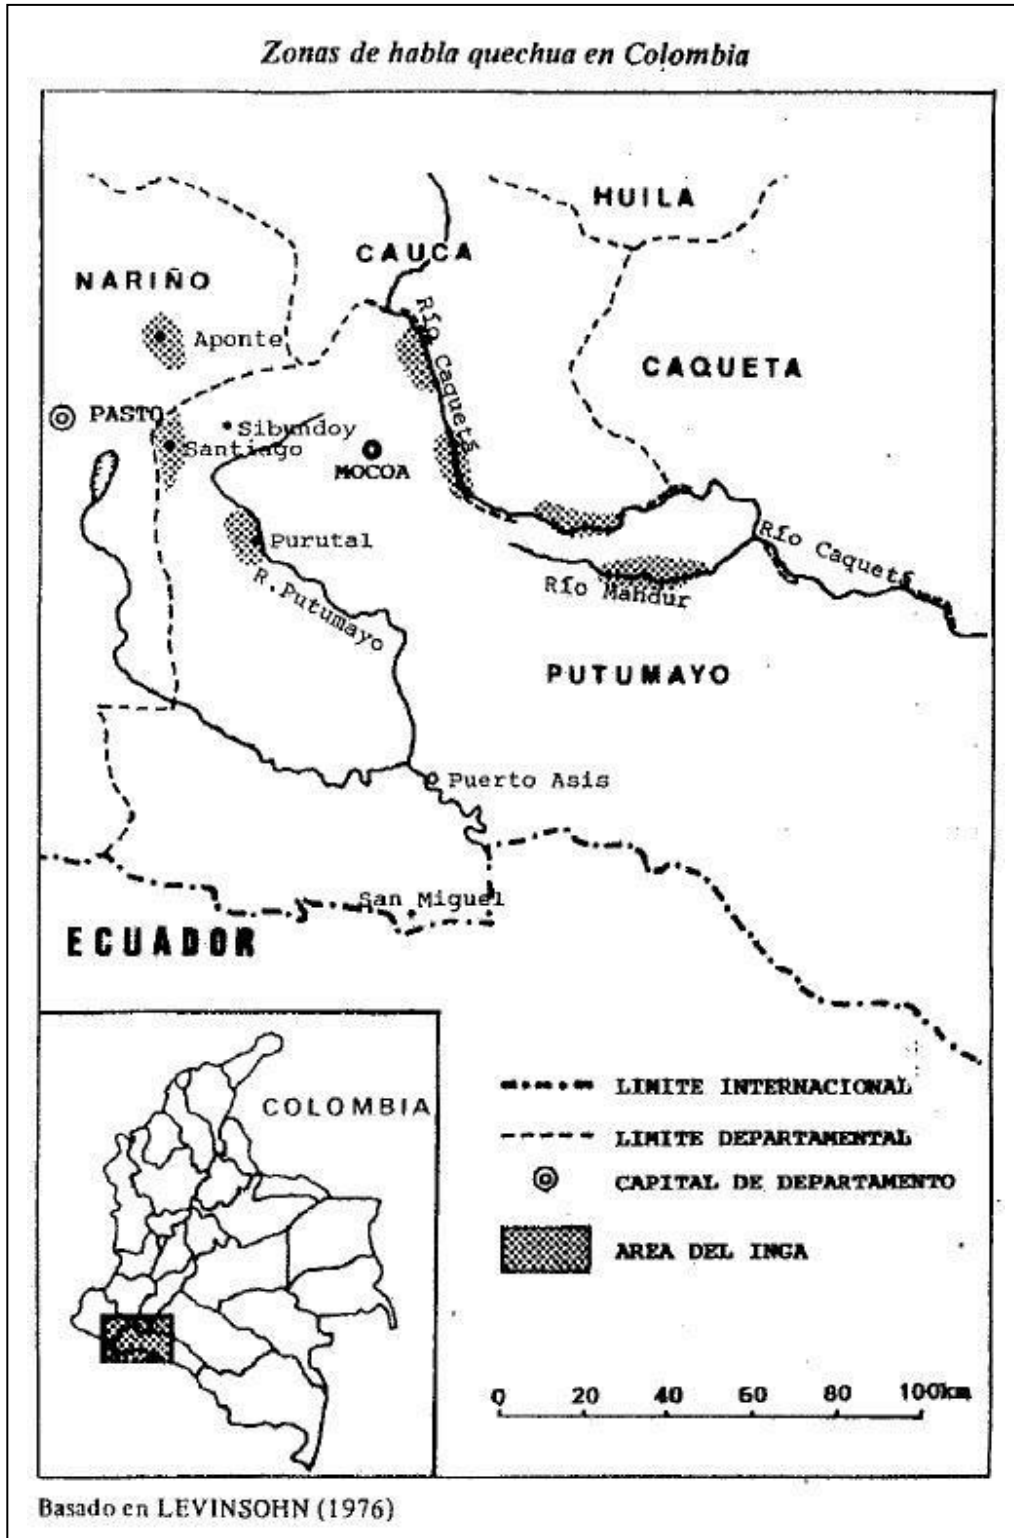 Zonas de habla quechua en Colombia
HUILA
CAUCA
NARIÑO
Río Caquetá
Aponte
CAQUETA
PASTO
Sibundoy
Santiago
MOCOA
Purutal
Río Caquetá
R. Putumayo
Río Mandur
PUTUMAYO
Puerto Asis
San Miguel
ECUADOR
COLOMBIA
LIMITE INTERNACIONAL
LIMITE DEPARTAMENTAL
CAPITAL DE DEPARTAMENTO
AREA DEL INGA
0 20 40 60 80 100km
Basado en LEVINSOHN (1976)